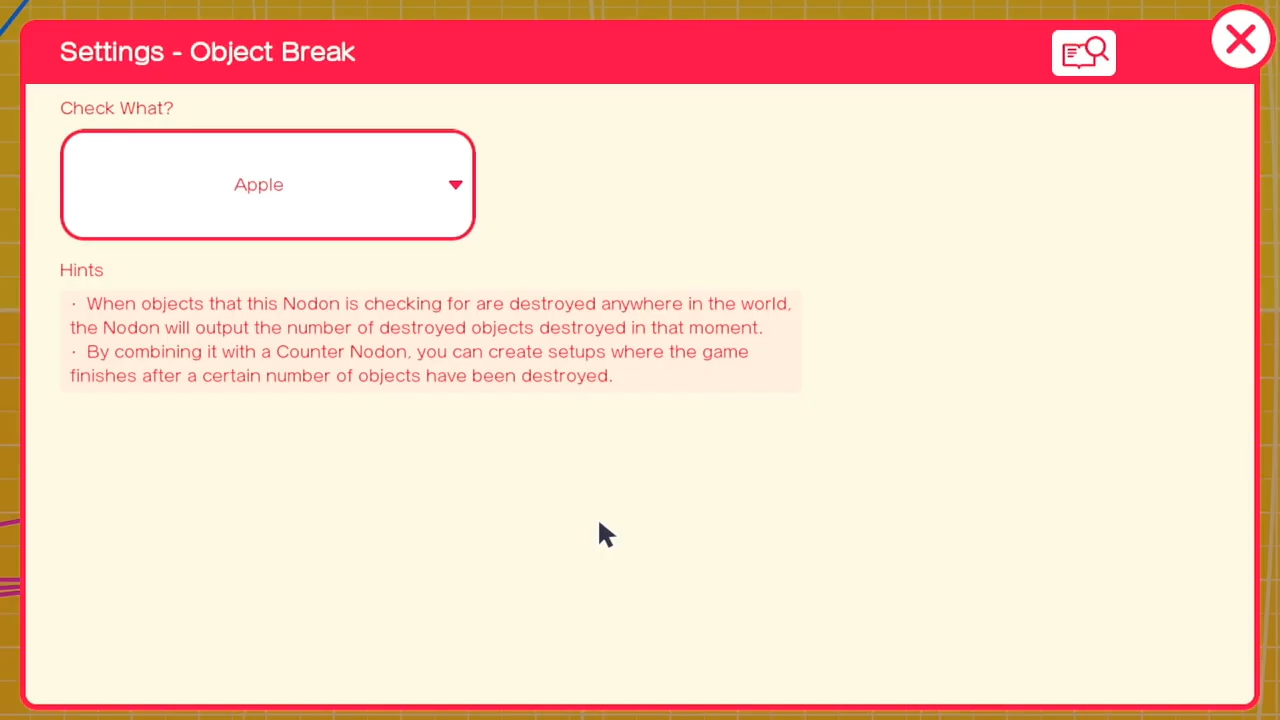 Settings - Object Break
Check What?
Apple
Hints
· When objects that this Nodon is checking for are destroyed anywhere in the world,
the Nodon will output the number of destroyed objects destroyed in that moment.
· By combining it with a Counter Nodon, you can create setups where the game
finishes after a certain number of objects have been destroyed.